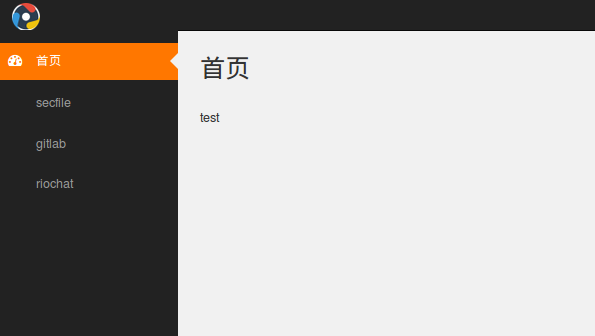 首页
secfile
gitlab
riochat
首页
test